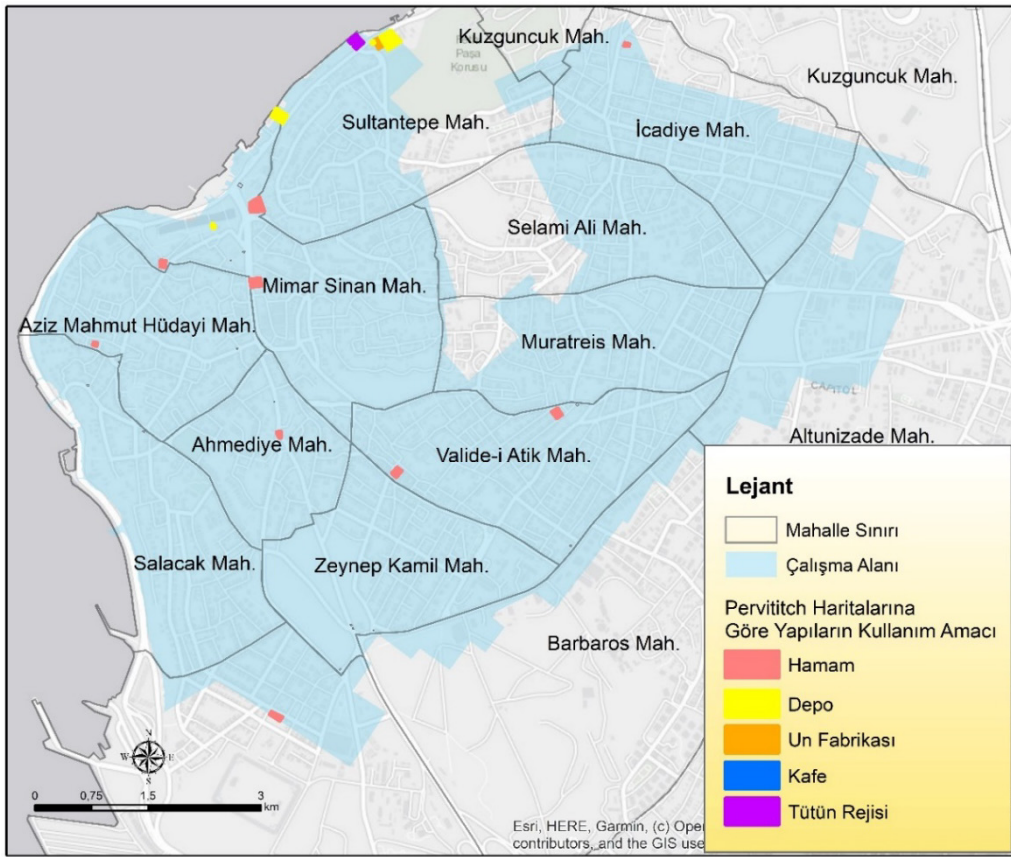 Kuzguncuk Mah.
Paşa
Korusu
Kuzguncuk Mah.
Sultantepe Mah.
İcadiye Mah.
Selami Ali Mah.
Mimar Sinan Mah.
Aziz Mahmut Hüdayi Mah.
Muratreis Mah.
CAPITOL
Altunizade Mah.
Ahmediye Mah.
Valide-i Atik Mah.
Salacak Mah.
Zeynep Kamil Mah.
Barbaros Mah.
Lejant
Mahalle Sınırı
Çalışma Alanı
Pervititch Haritalarına
Göre Yapıların Kullanım Amacı
Hamam
Depo
Un Fabrikası
Kafe
Tütün Rejisi
N
W E
S
0 0,75 1,5 3
km
Esri, HERE, Garmin, (c) Oper
contributors, and the GIS use